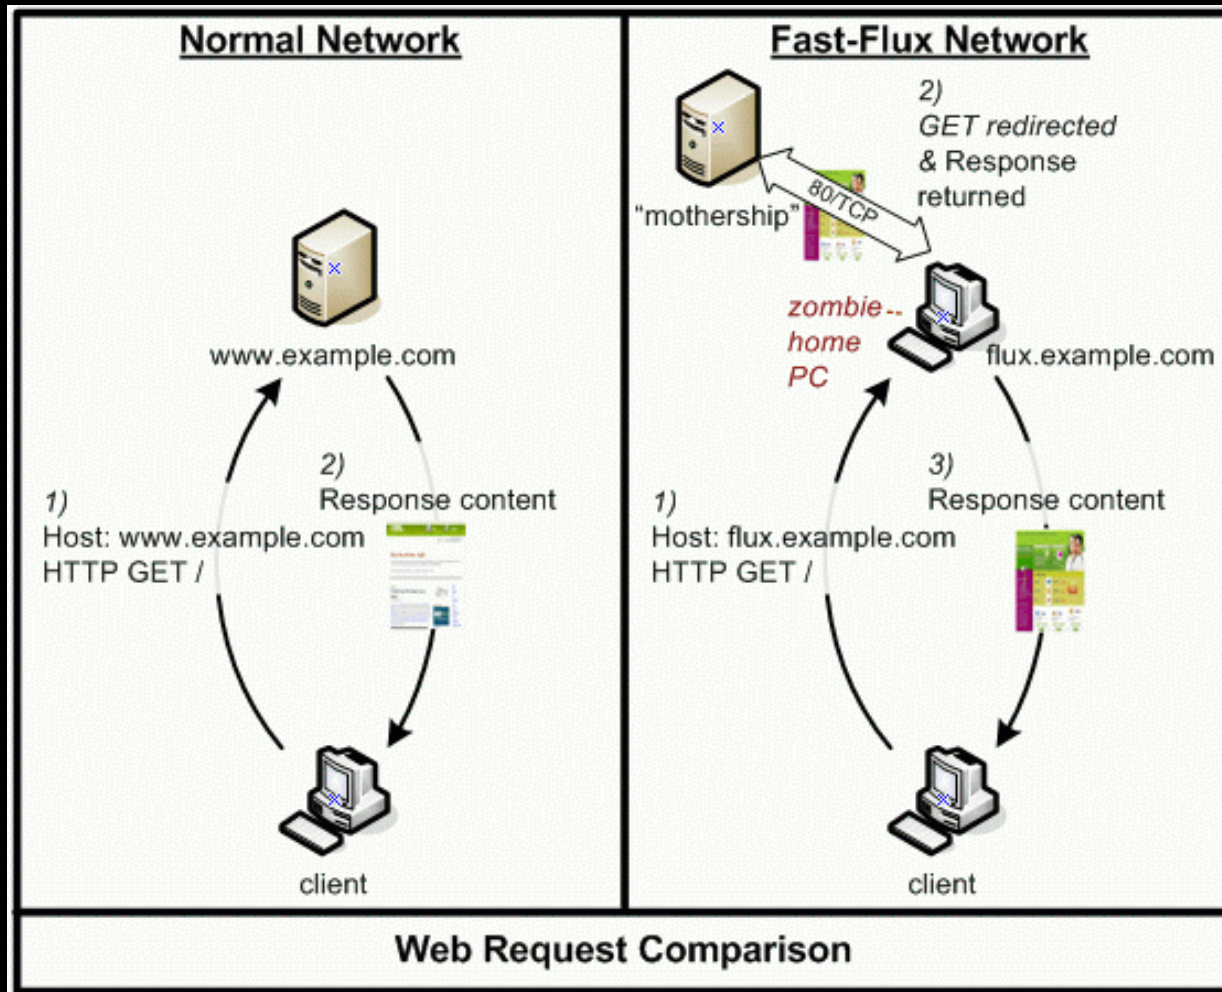 Normal Network
www.example.com
1)
Host: www.example.com
HTTP GET /
2)
Response content
client
Fast-Flux Network
"mothership"
80/TCP
2)
GET redirected
& Response
returned
zombie
home
PC
flux.example.com
1)
Host: flux.example.com
HTTP GET /
3)
Response content
client
Web Request Comparison